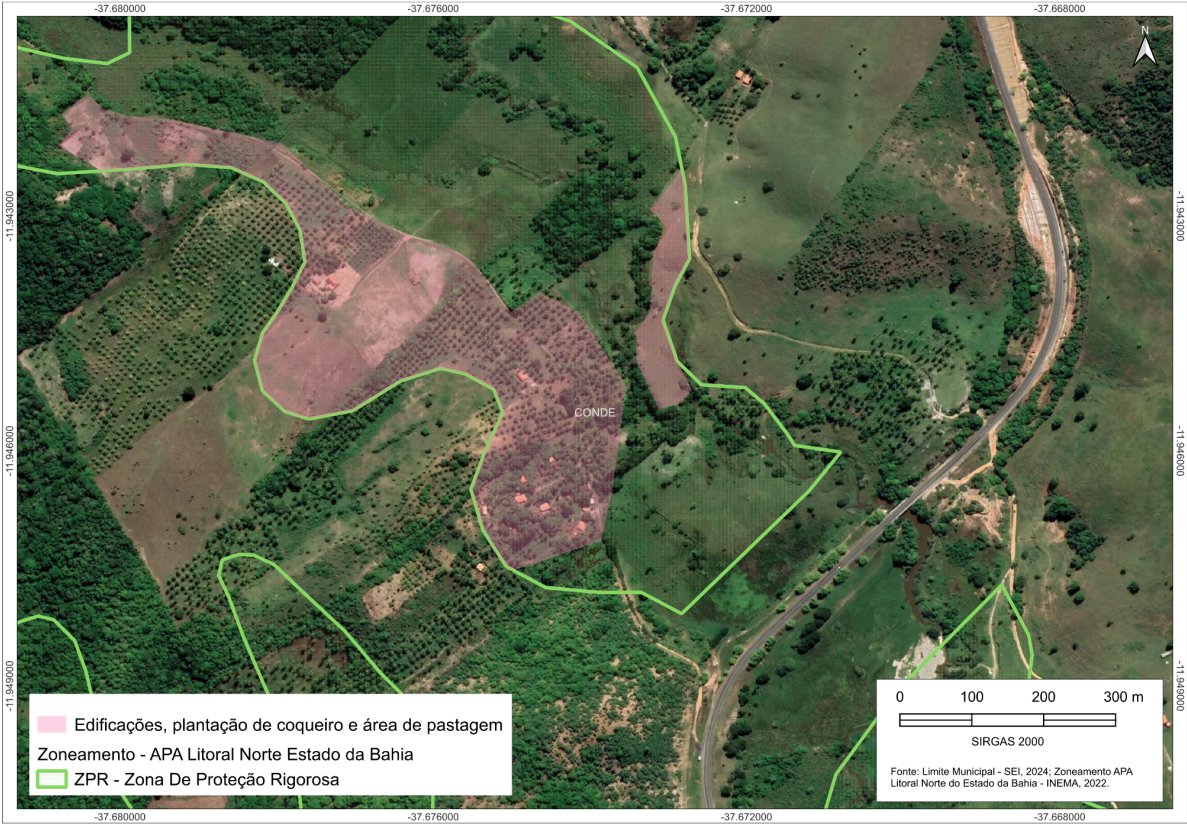 -37.680000
-37.676000
-37.672000
-37.668000
N
-11.943000
-11.943000
CONDE
-11.946000
-11.946000
-11.949000
-11.949000
Edificações, plantação de coqueiro e área de pastagem
Zoneamento - APA Litoral Norte Estado da Bahia
ZPR - Zona De Proteção Rigorosa
0 100 200 300 m
SIRGAS 2000
Fonte: Limite Municipal - SEI, 2024; Zoneamento APA
Litoral Norte do Estado da Bahia - INEMA, 2022.
-37.680000
-37.676000
-37.672000
-37.668000